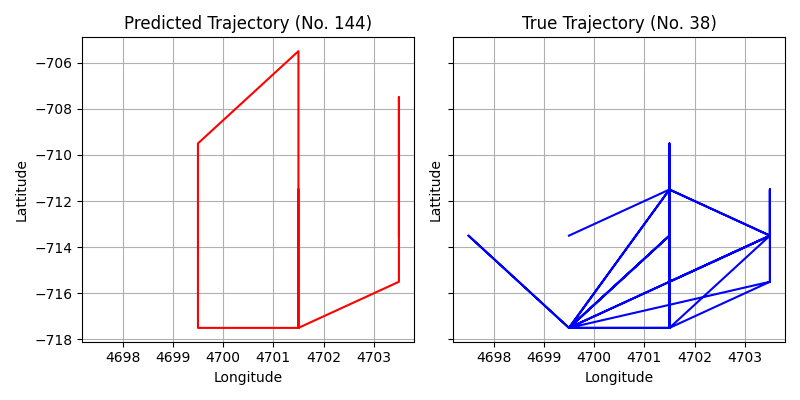 Predicted Trajectory (No. 144)
True Trajectory (No. 38)
−706
−708
−710
−712
−714
−716
−718
Lattitude
Lattitude
4698 4699 4700 4701 4702 4703
4698 4699 4700 4701 4702 4703
Longitude
Longitude